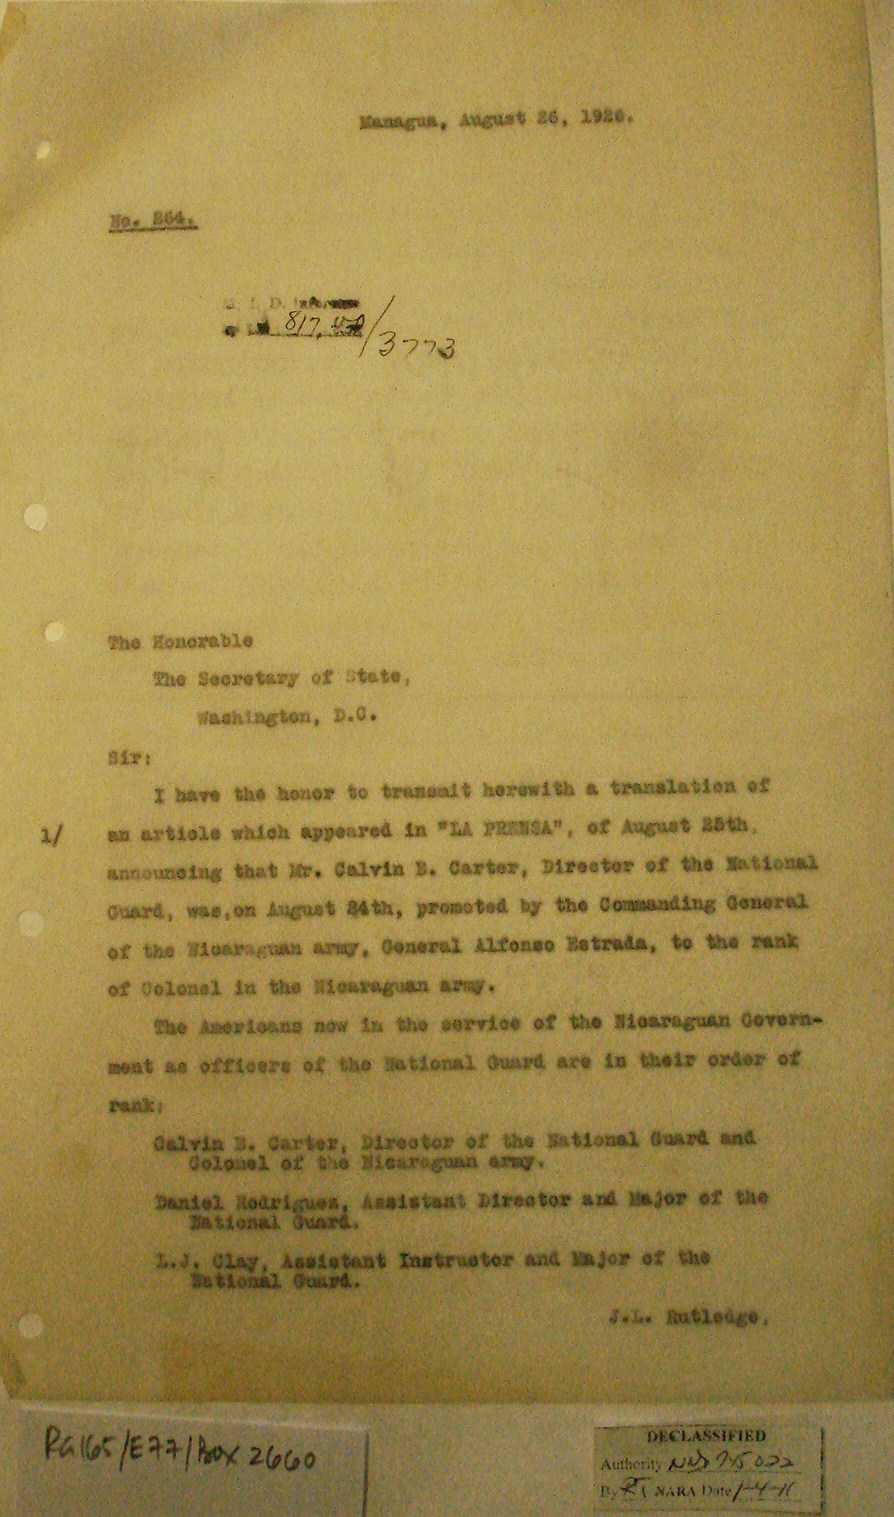 Managua, August 26, 1926.
No. 264.
D.
817.
/3773
The Honorable
The Secretary of State,
Washington, D.C.
Sir:
I have the honor to transmit herewith a translation of
1/ an article which appeared in "LA PRENSA", of August 25th,
announcing that Mr. Calvin B. Carter, Director of the National
Guard, was,on August 24th, promoted by the Commanding General
of the Nicaraguan army, General Alfonso Estrada, to the rank
of Colonel in the Nicaraguan army.
The Americans now in the service of the Nicaraguan Govern-
ment as officers of the National Guard are in their order of
rank:
Calvin B. Carter, Director of the National Guard and
Colonel of the Nicaraguan army.
Daniel Rodrigues, Assistant Director and Major of the
National Guard.
L.J. Clay, Assistant Instructor and Major of the
National Guard.
J.L. Rutledge.
RG165/E77/Box 2660
DECLASSIFIED
Authority NND 745022
By NARA Date 1-4-11